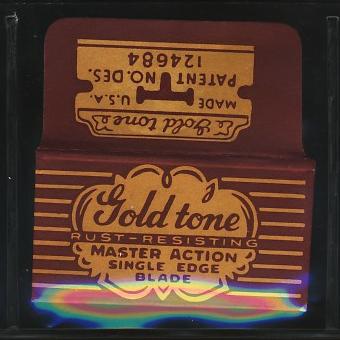 124684
PATENT NO. DES.
MADE U.S.A.
Gold tone
Gold tone
RUST-RESISTING
MASTER ACTION
SINGLE EDGE
BLADE